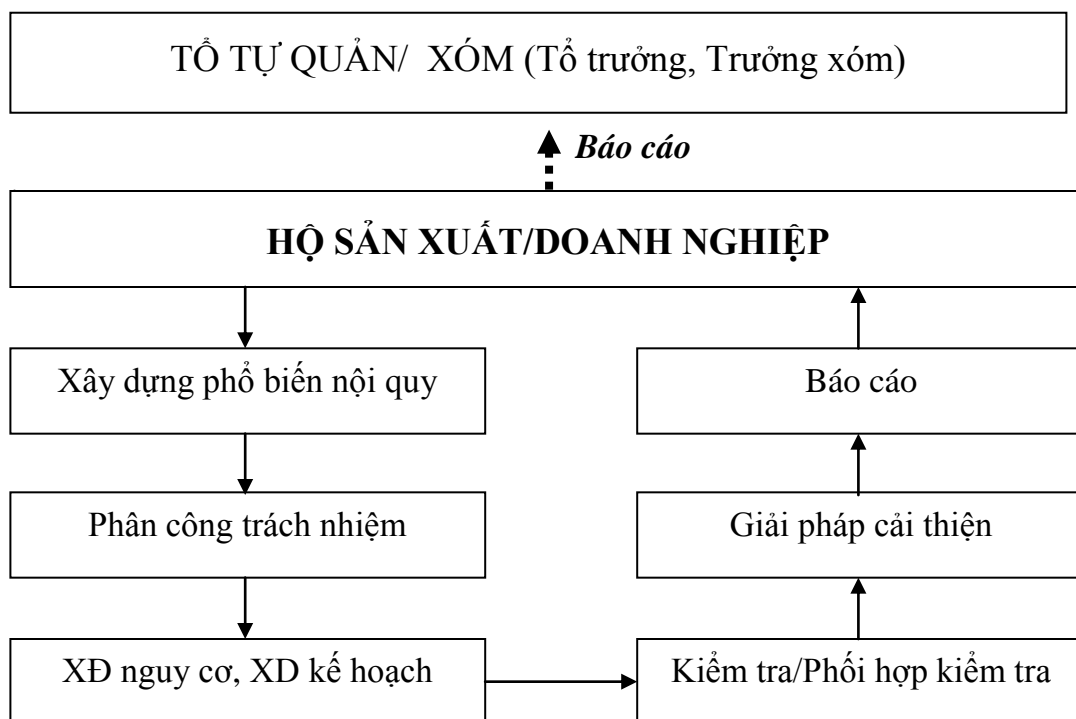 TỔ TỰ QUẢN/ XÓM (Tổ trưởng, Trưởng xóm)
Báo cáo
HỘ SẢN XUẤT/DOANH NGHIỆP
Xây dựng phổ biến nội quy
Báo cáo
Phân công trách nhiệm
Giải pháp cải thiện
XĐ nguy cơ, XD kế hoạch
Kiểm tra/Phối hợp kiểm tra